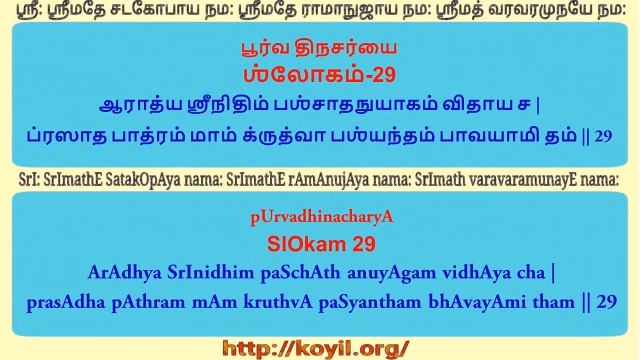 ஸ்ரீ: ஸ்ரீமதே சடகோபாய நம: ஸ்ரீமதே ராமாநுஜாய நம: ஸ்ரீமத் வரவரமுநயே நம:
பூர்வ திநசர்யை
ஶ்லோகம்-29
ஆராத்ய ஸ்ரீநிதிம் பஶ்சாதநுயாகம் விதாய ச |
ப்ரஸாத பாத்ரம் மாம் க்ருத்வா பஶ்யந்தம் பாவயாமி தம் || 29
SrI: SrImathE SatakOpAya nama: SrImathE rAmAnujAya nama: SrImath varavaramunayE nama:
pUrvadhinacharyA
SlOkam 29
ArAdhya SrInidhim paSchAth anuyAgam vidhAya cha |
prasAdha pAthram mAm kruthvA paSyantham bhAvayAmi tham || 29
http://koyil.org/